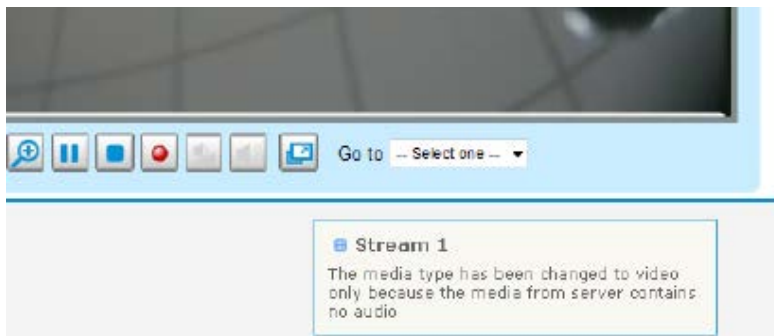 Go to -- Select one --
Stream 1
The media type has been changed to video
only because the media from server contains
no audio